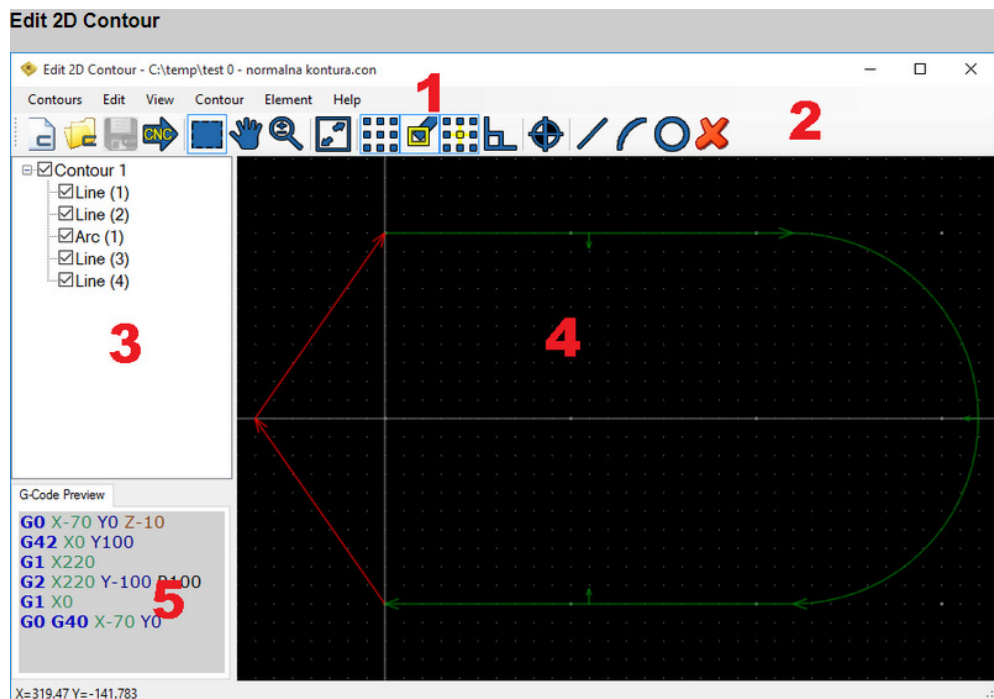 Edit 2D Contour
Edit 2D Contour - C:\temp\test 0 - normalna kontura.con
1
Contours Edit View Contour Element Help
2
CNC
Contour 1
Line (1)
Line (2)
Arc (1)
Line (3)
Line (4)
3
4
G-Code Preview
G0 X-70 Y0 Z-10
G42 X0 Y100
G1 X220
G2 X220 Y-100 R100
G1 X0
5
G0 G40 X-70 Y0
X=319.47 Y=-141.783